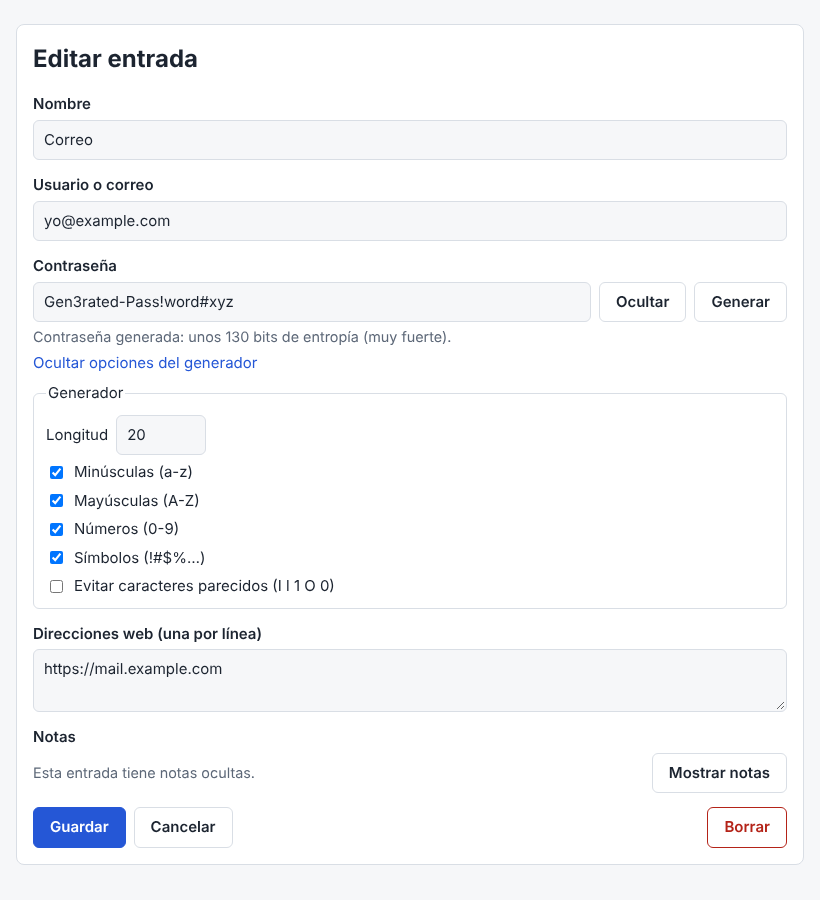 Editar entrada
Nombre
Correo
Usuario o correo
yo@example.com
Contraseña
Gen3rated-Pass!word#xyz
Ocultar
Generar
Contraseña generada: unos 130 bits de entropía (muy fuerte).
Ocultar opciones del generador
Generador
Longitud 20
Minúsculas (a-z)
Mayúsculas (A-Z)
Números (0-9)
Símbolos (!#$%…)
Evitar caracteres parecidos (l I 1 O 0)
Direcciones web (una por línea)
https://mail.example.com
Notas
Esta entrada tiene notas ocultas.
Mostrar notas
Guardar
Cancelar
Borrar